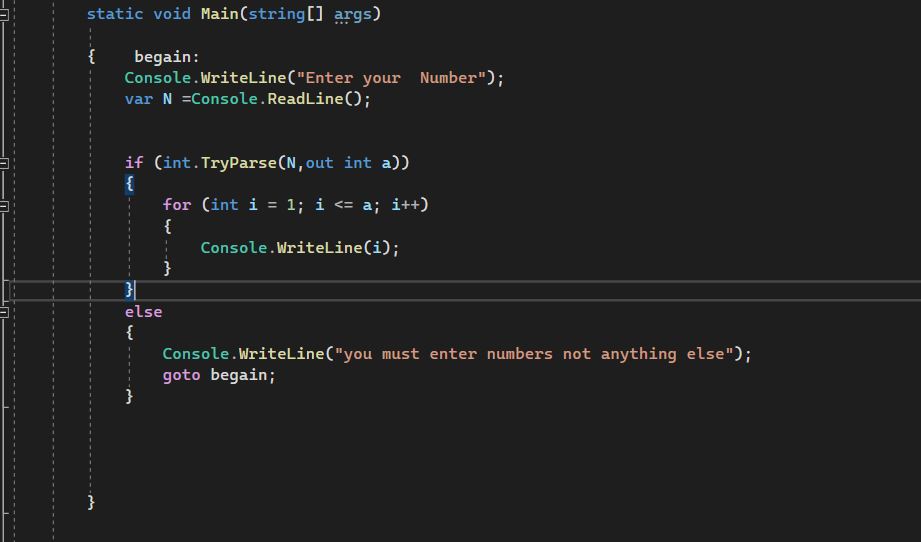 static void Main(string[] args)
{    begain:
Console.WriteLine("Enter your  Number");
var N =Console.ReadLine();
if (int.TryParse(N,out int a))
{
for (int i = 1; i <= a; i++)
{
Console.WriteLine(i);
}
}
else
{
Console.WriteLine("you must enter numbers not anything else");
goto begain;
}
}